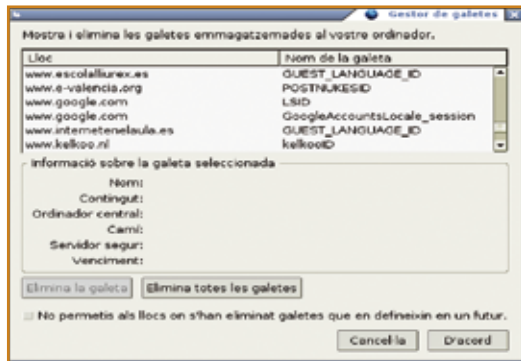 Gestor de galetes
Mostra i elimina les galetes emmagatzemades al vostre ordinador.
Lloc Nom de la galeta
www.escolalliurex.es GUEST_LANGUAGE_ID
www.e-valencia.org POSTNUKESID
www.google.com LSID
www.google.com GoogleAccountsLocale_session
www.internetenelaula.es GUEST_LANGUAGE_ID
www.kelkoo.nl kelkooID
Informació sobre la galeta seleccionada
Nom:
Contingut:
Ordinador central:
Camí:
Servidor segur:
Venciment:
Elimina la galeta Elimina totes les galetes
No permetis als llocs on s'han eliminat galetes que en defineixin en un futur.
Cancel·la D'acord